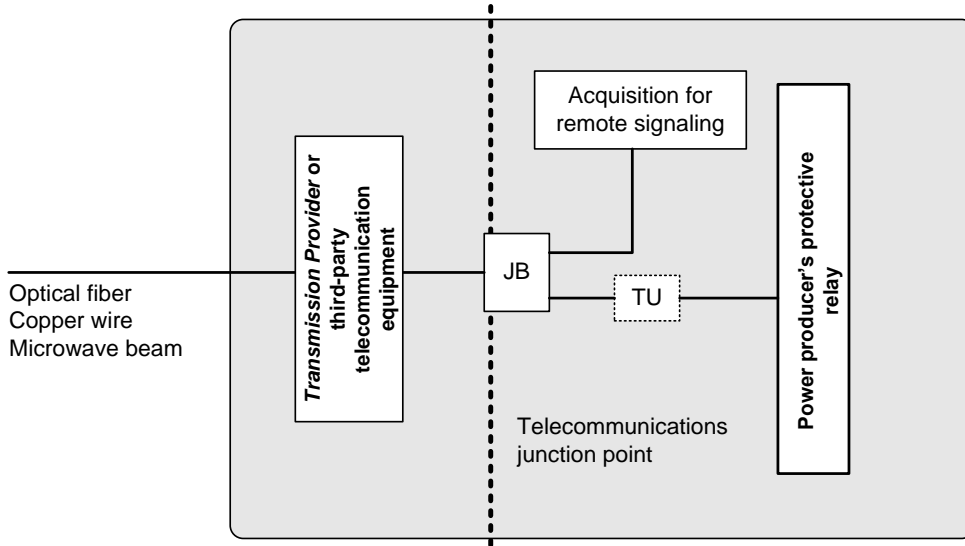 Optical fiber
Copper wire
Microwave beam
Transmission Provider or
third-party
telecommunication
equipment
JB
Acquisition for
remote signaling
TU
Power producer's protective
relay
Telecommunications
junction point